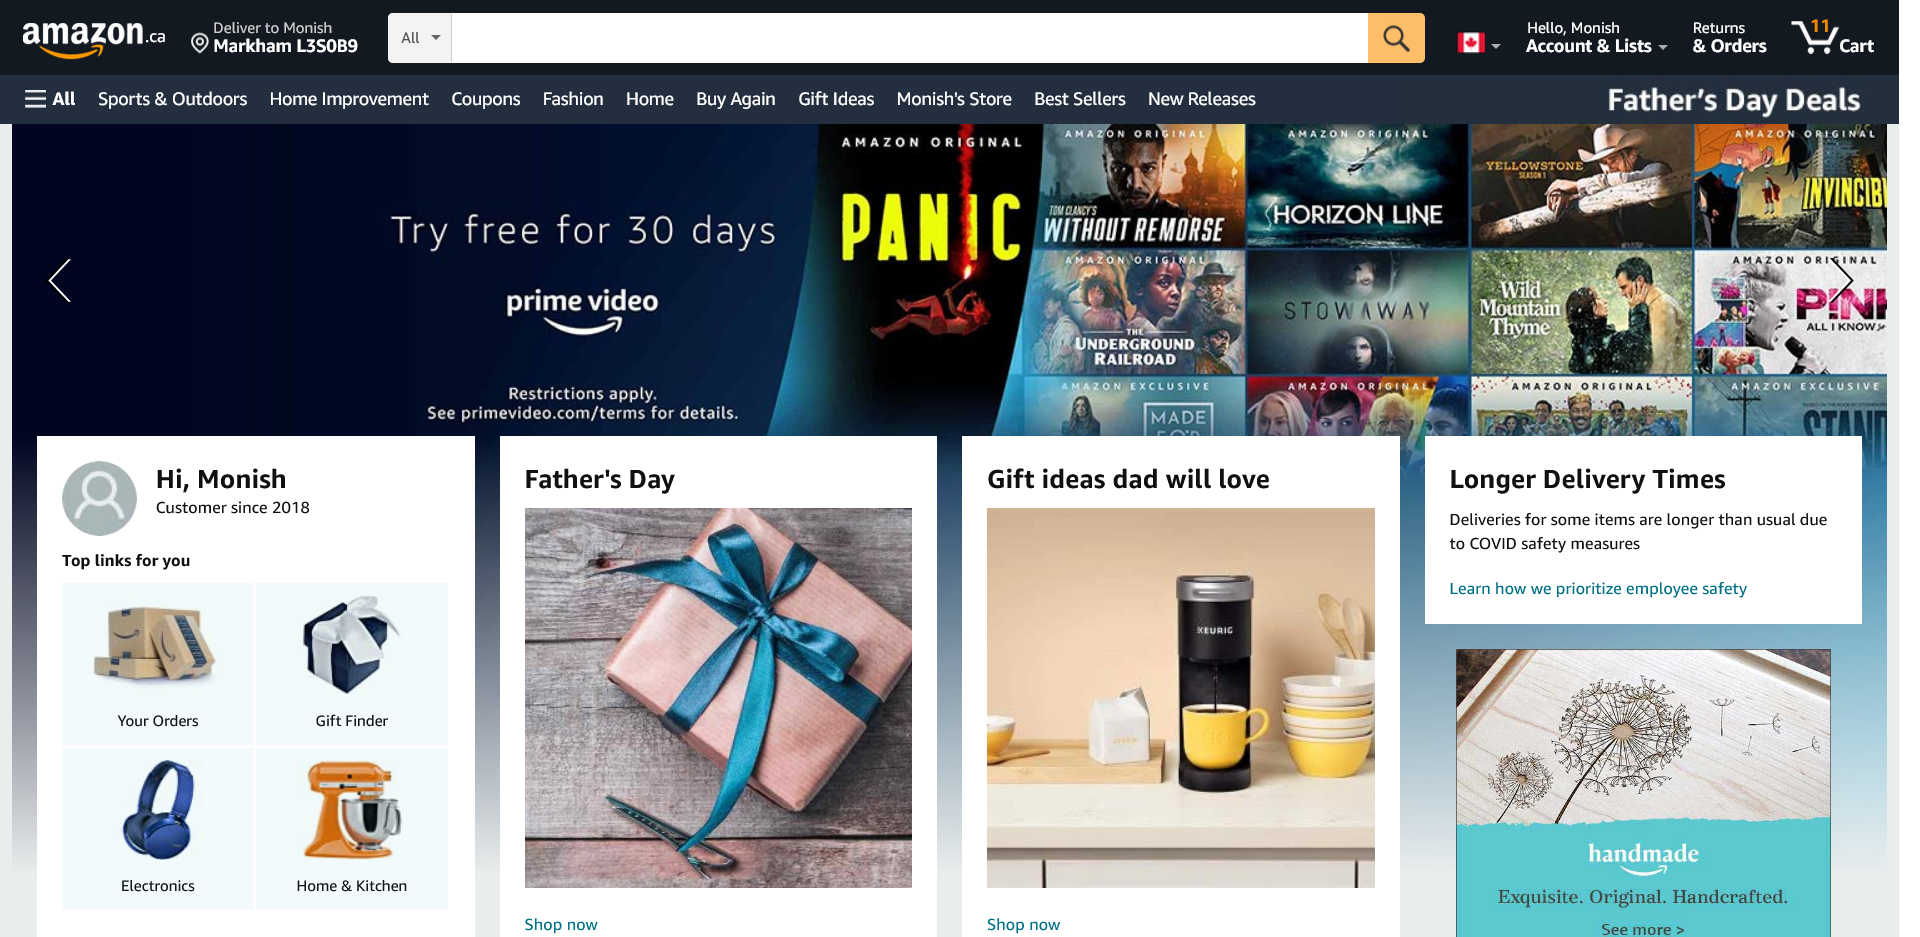 amazon.ca
Deliver to Monish
Markham L3S0B9
All
11
Hello, Monish
Account & Lists
Returns
& Orders
Cart
All Sports & Outdoors Home Improvement Coupons Fashion Home Buy Again Gift Ideas Monish's Store Best Sellers New Releases
Father's Day Deals
Try free for 30 days
prime video
Restrictions apply.
See primevideo.com/terms for details.
AMAZON ORIGINAL
PANIC
AMAZON ORIGINAL
TOM CLANCY'S
WITHOUT REMORSE
AMAZON ORIGINAL
HORIZON LINE
YELLOWSTONE
SEASON 1
AMAZON ORIGINAL
INVINCIB
AMAZON ORIGINAL
THE
UNDERGROUND
RAILROAD
STOWAWAY
Wild
Mountain
Thyme
AMAZON ORIGINAL
P!NK
ALL I KNOW
AMAZON EXCLUSIVE
MADE
FOR
AMAZON ORIGINAL
AMAZON ORIGINAL
AMAZON EXCLUSIVE
STAND
Hi, Monish
Customer since 2018
Top links for you
Your Orders
Gift Finder
Electronics
Home & Kitchen
Father's Day
Shop now
Gift ideas dad will love
KEURIG
Shop now
Longer Delivery Times
Deliveries for some items are longer than usual due
to COVID safety measures
Learn how we prioritize employee safety
handmade
Exquisite. Original. Handcrafted.
See more >